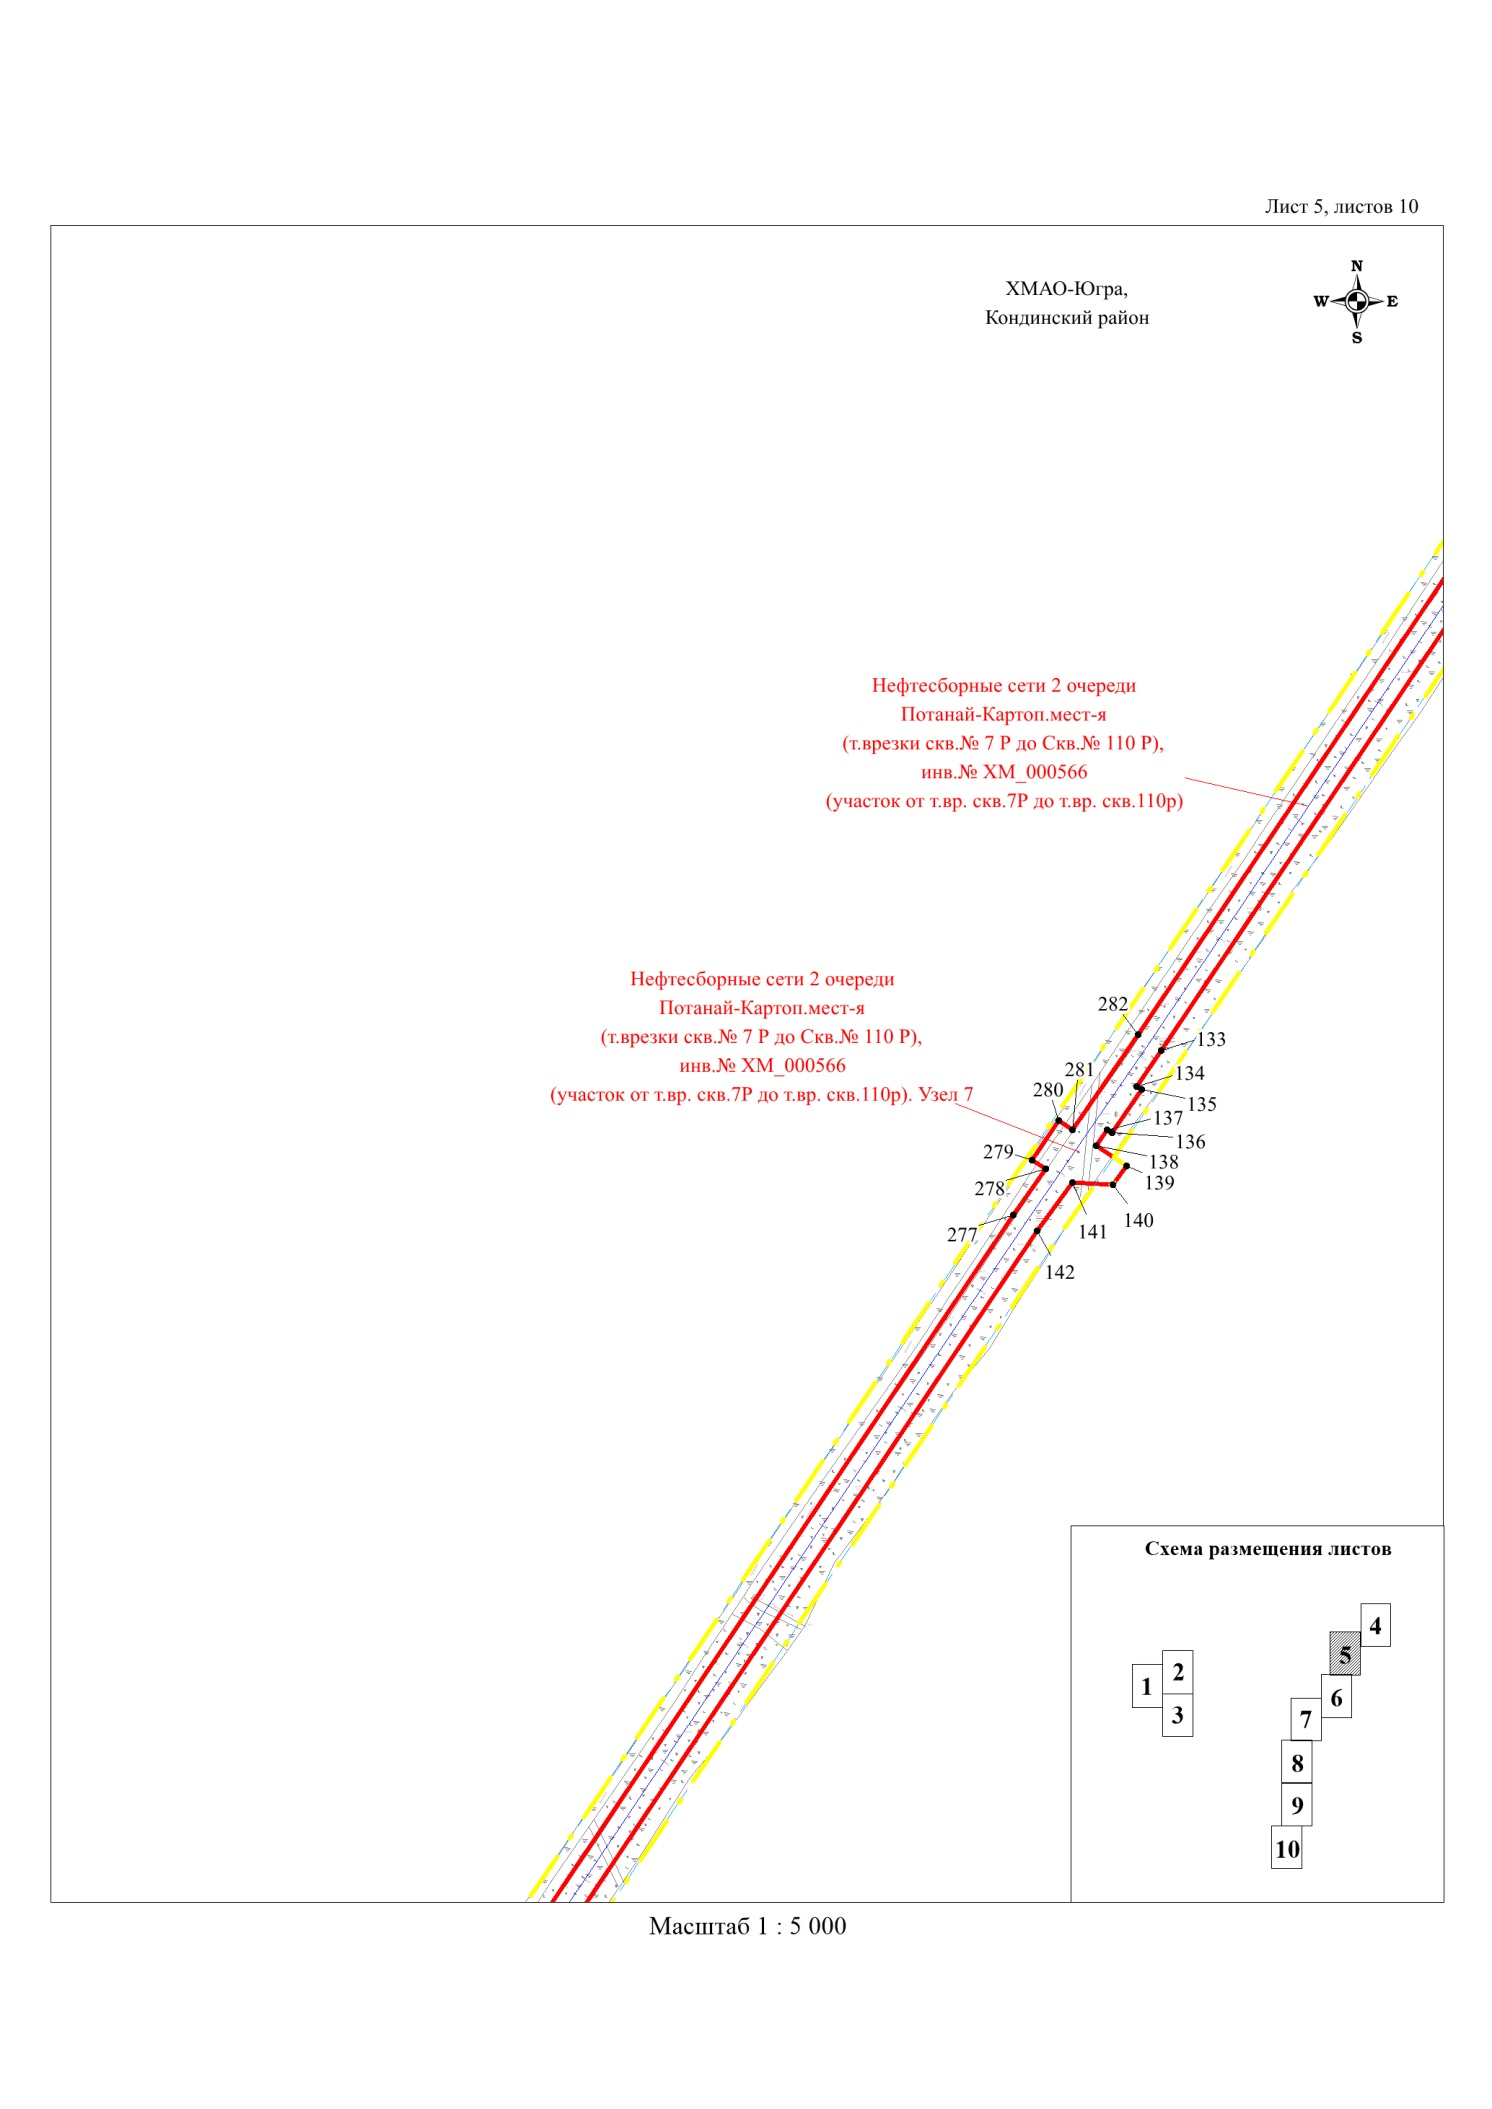 Лист 5, листов 10
ХМАО-Югра,
Кондинский район
N
W E
S
Нефтесборные сети 2 очереди
Потанай-Картоп.мест-я
(т.врезки скв.№ 7 Р до Скв.№ 110 Р),
инв.№ ХМ_000566
(участок от т.вр. скв.7Р до т.вр. скв.110р)
Нефтесборные сети 2 очереди
Потанай-Картоп.мест-я
(т.врезки скв.№ 7 Р до Скв.№ 110 Р),
инв.№ ХМ_000566
(участок от т.вр. скв.7Р до т.вр. скв.110р). Узел 7
282
133
281
134
280
135
137
136
279
138
139
278
140
141
277
142
Схема размещения листов
4
5
2
1
6
3
7
8
9
10
Масштаб 1 : 5 000